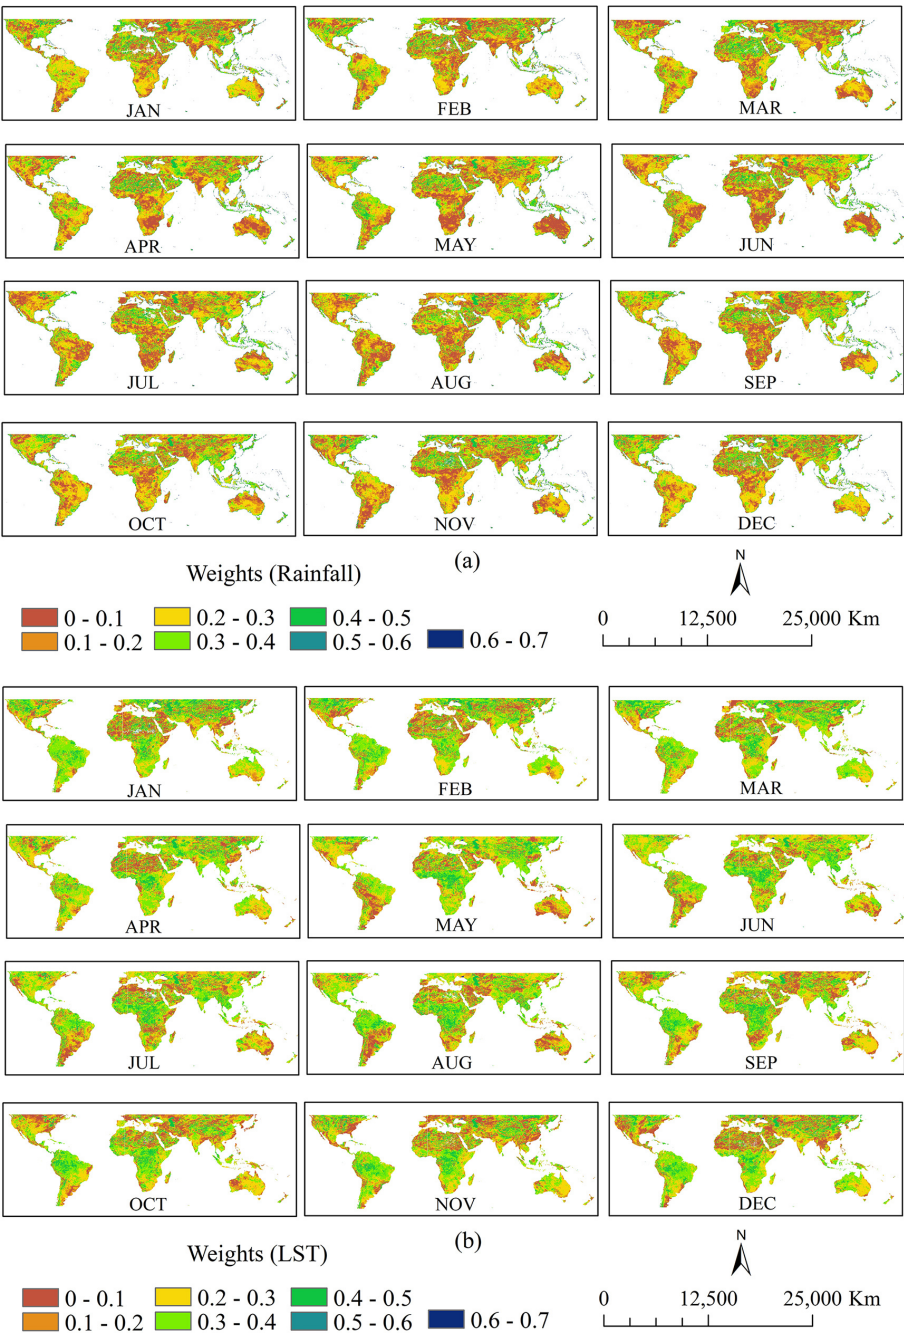 JAN FEB MAR
APR MAY JUN
JUL AUG SEP
OCT NOV DEC
(a)
Weights (Rainfall)
N
0 - 0.1 0.2 - 0.3 0.4 - 0.5
0.1 - 0.2 0.3 - 0.4 0.5 - 0.6 0.6 - 0.7
0 12,500 25,000 Km
JAN FEB MAR
APR MAY JUN
JUL AUG SEP
OCT NOV DEC
(b)
Weights (LST)
N
0 - 0.1 0.2 - 0.3 0.4 - 0.5
0.1 - 0.2 0.3 - 0.4 0.5 - 0.6 0.6 - 0.7
0 12,500 25,000 Km